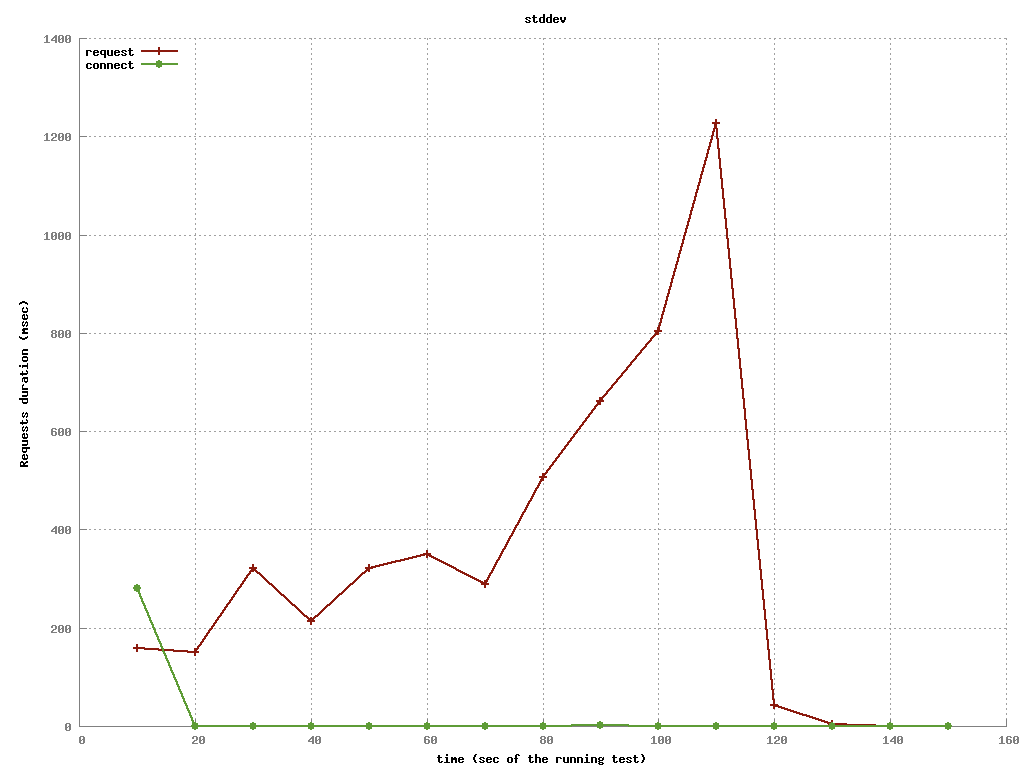 stddev
request
connect
1400
1200
1000
800
600
400
200
0
Requests duration (msec)
0 20 40 60 80 100 120 140 160
time (sec of the running test)